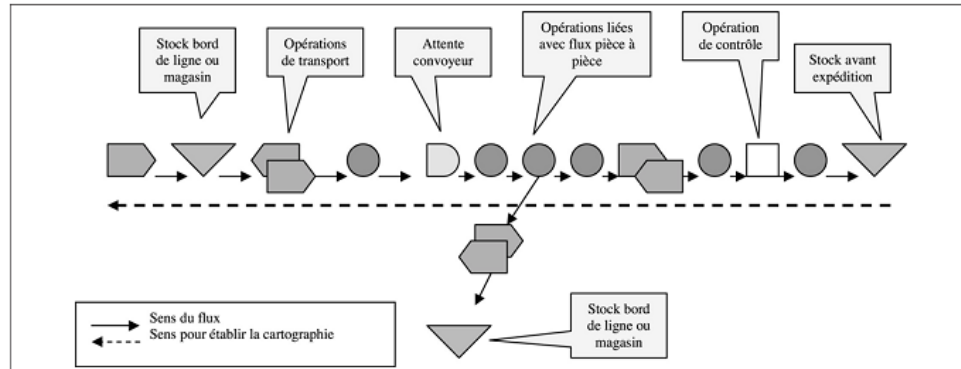 Stock bord
de ligne ou
magasin
Opérations
de transport
Attente
convoyeur
Opérations liées
avec flux pièce à
pièce
Opération
de contrôle
Stock avant
expédition
Sens du flux
Sens pour établir la cartographie
Stock bord
de ligne ou
magasin